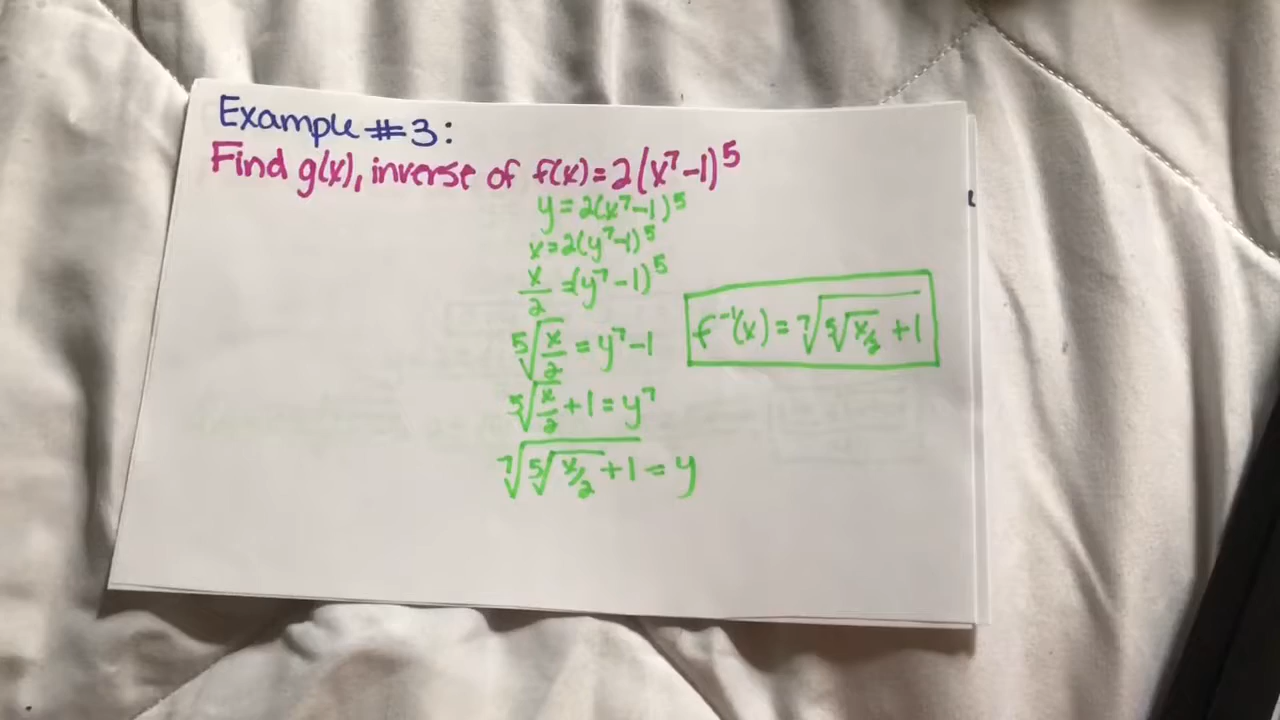 Example #3:
Find g(x), inverse of f(x)=2(x⁷-1)⁵
y=2(x⁷-1)⁵
x=2(y⁷-1)⁵
x/2=(y⁷-1)⁵
⁵√(x/2)=y⁷-1
⁵√(x/2)+1=y⁷
⁷√(⁵√(x/2)+1)=y
f⁻¹(x)=⁷√(⁵√(x/2)+1)